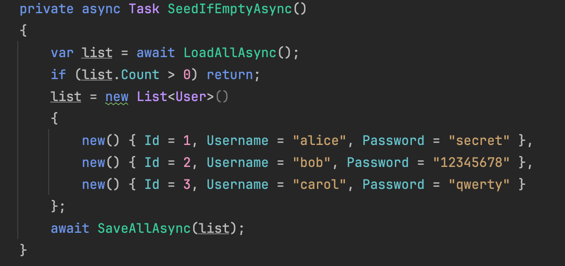 private async Task SeedIfEmptyAsync()
{
var list = await LoadAllAsync();
if (list.Count > 0) return;
list = new List<User>()
{
new() { Id = 1, Username = "alice", Password = "secret" },
new() { Id = 2, Username = "bob", Password = "12345678" },
new() { Id = 3, Username = "carol", Password = "qwerty" }
};
await SaveAllAsync(list);
}